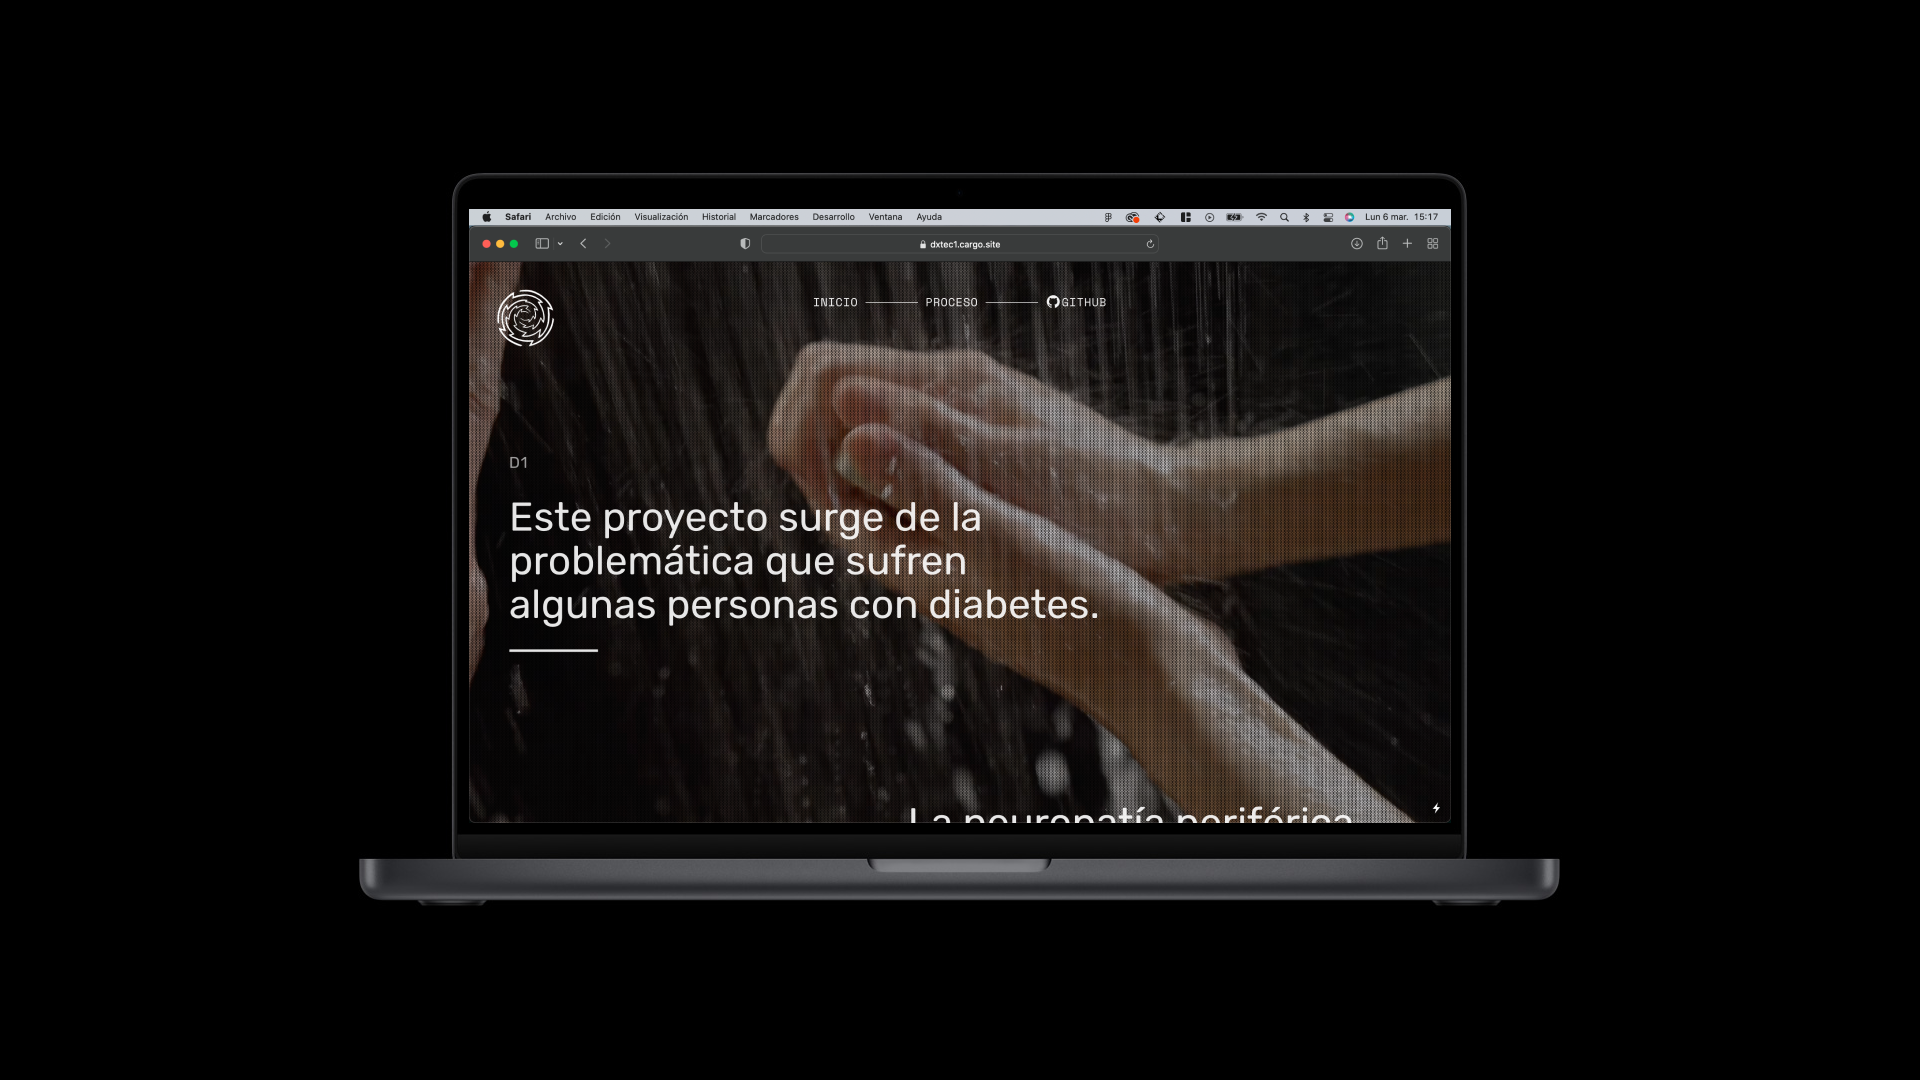 Safari Archivo Edición Visualización Historial Marcadores Desarrollo Ventana Ayuda Lun 6 mar. 15:17
dxtec1.cargo.site
INICIO PROCESO GITHUB
D1
Este proyecto surge de la
problemática que sufren
algunas personas con diabetes.
La neuropatía periférica